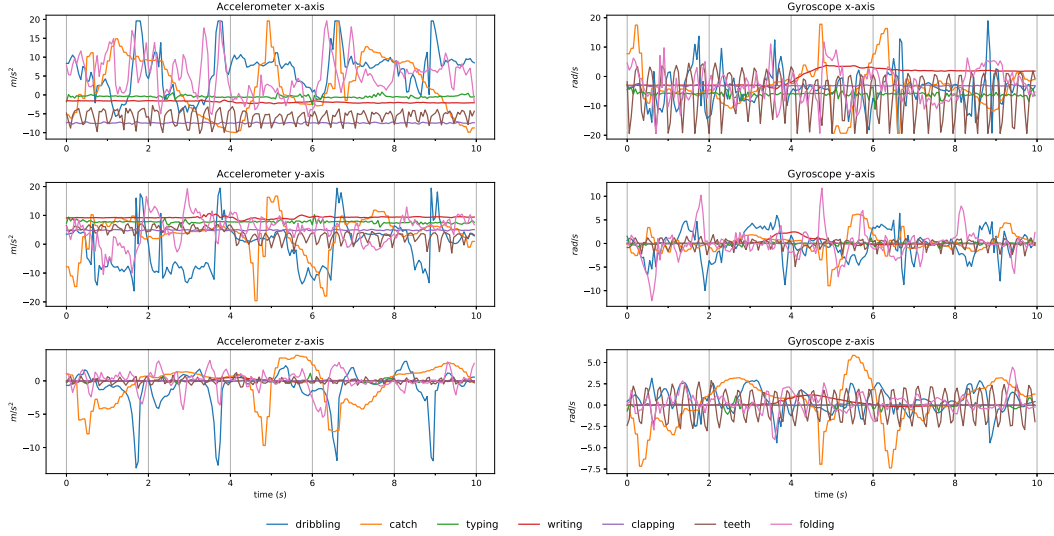 Accelerometer x-axis
m/s²
20
15
10
5
0
−5
−10
0 2 4 6 8 10
Gyroscope x-axis
rad/s
20
10
0
−10
−20
0 2 4 6 8 10
Accelerometer y-axis
m/s²
20
10
0
−10
−20
0 2 4 6 8 10
Gyroscope y-axis
rad/s
10
5
0
−5
−10
0 2 4 6 8 10
Accelerometer z-axis
m/s²
0
−5
−10
0 2 4 6 8 10
time (s)
Gyroscope z-axis
rad/s
5.0
2.5
0.0
−2.5
−5.0
−7.5
0 2 4 6 8 10
time (s)
dribbling catch typing writing clapping teeth folding